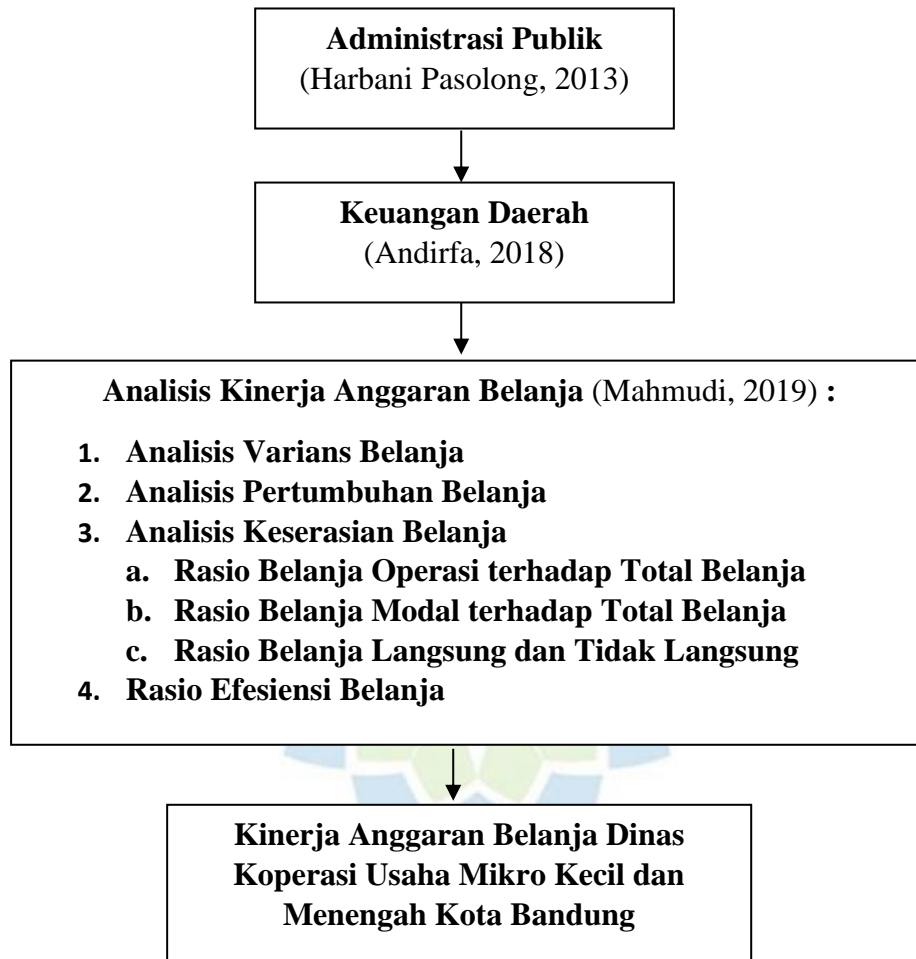 Administrasi Publik
(Harbani Pasolong, 2013)
Keuangan Daerah
(Andirfa, 2018)
Analisis Kinerja Anggaran Belanja (Mahmudi, 2019) :
1. Analisis Varians Belanja
2. Analisis Pertumbuhan Belanja
3. Analisis Keserasian Belanja
a. Rasio Belanja Operasi terhadap Total Belanja
b. Rasio Belanja Modal terhadap Total Belanja
c. Rasio Belanja Langsung dan Tidak Langsung
4. Rasio Efesiensi Belanja
Kinerja Anggaran Belanja Dinas
Koperasi Usaha Mikro Kecil dan
Menengah Kota Bandung